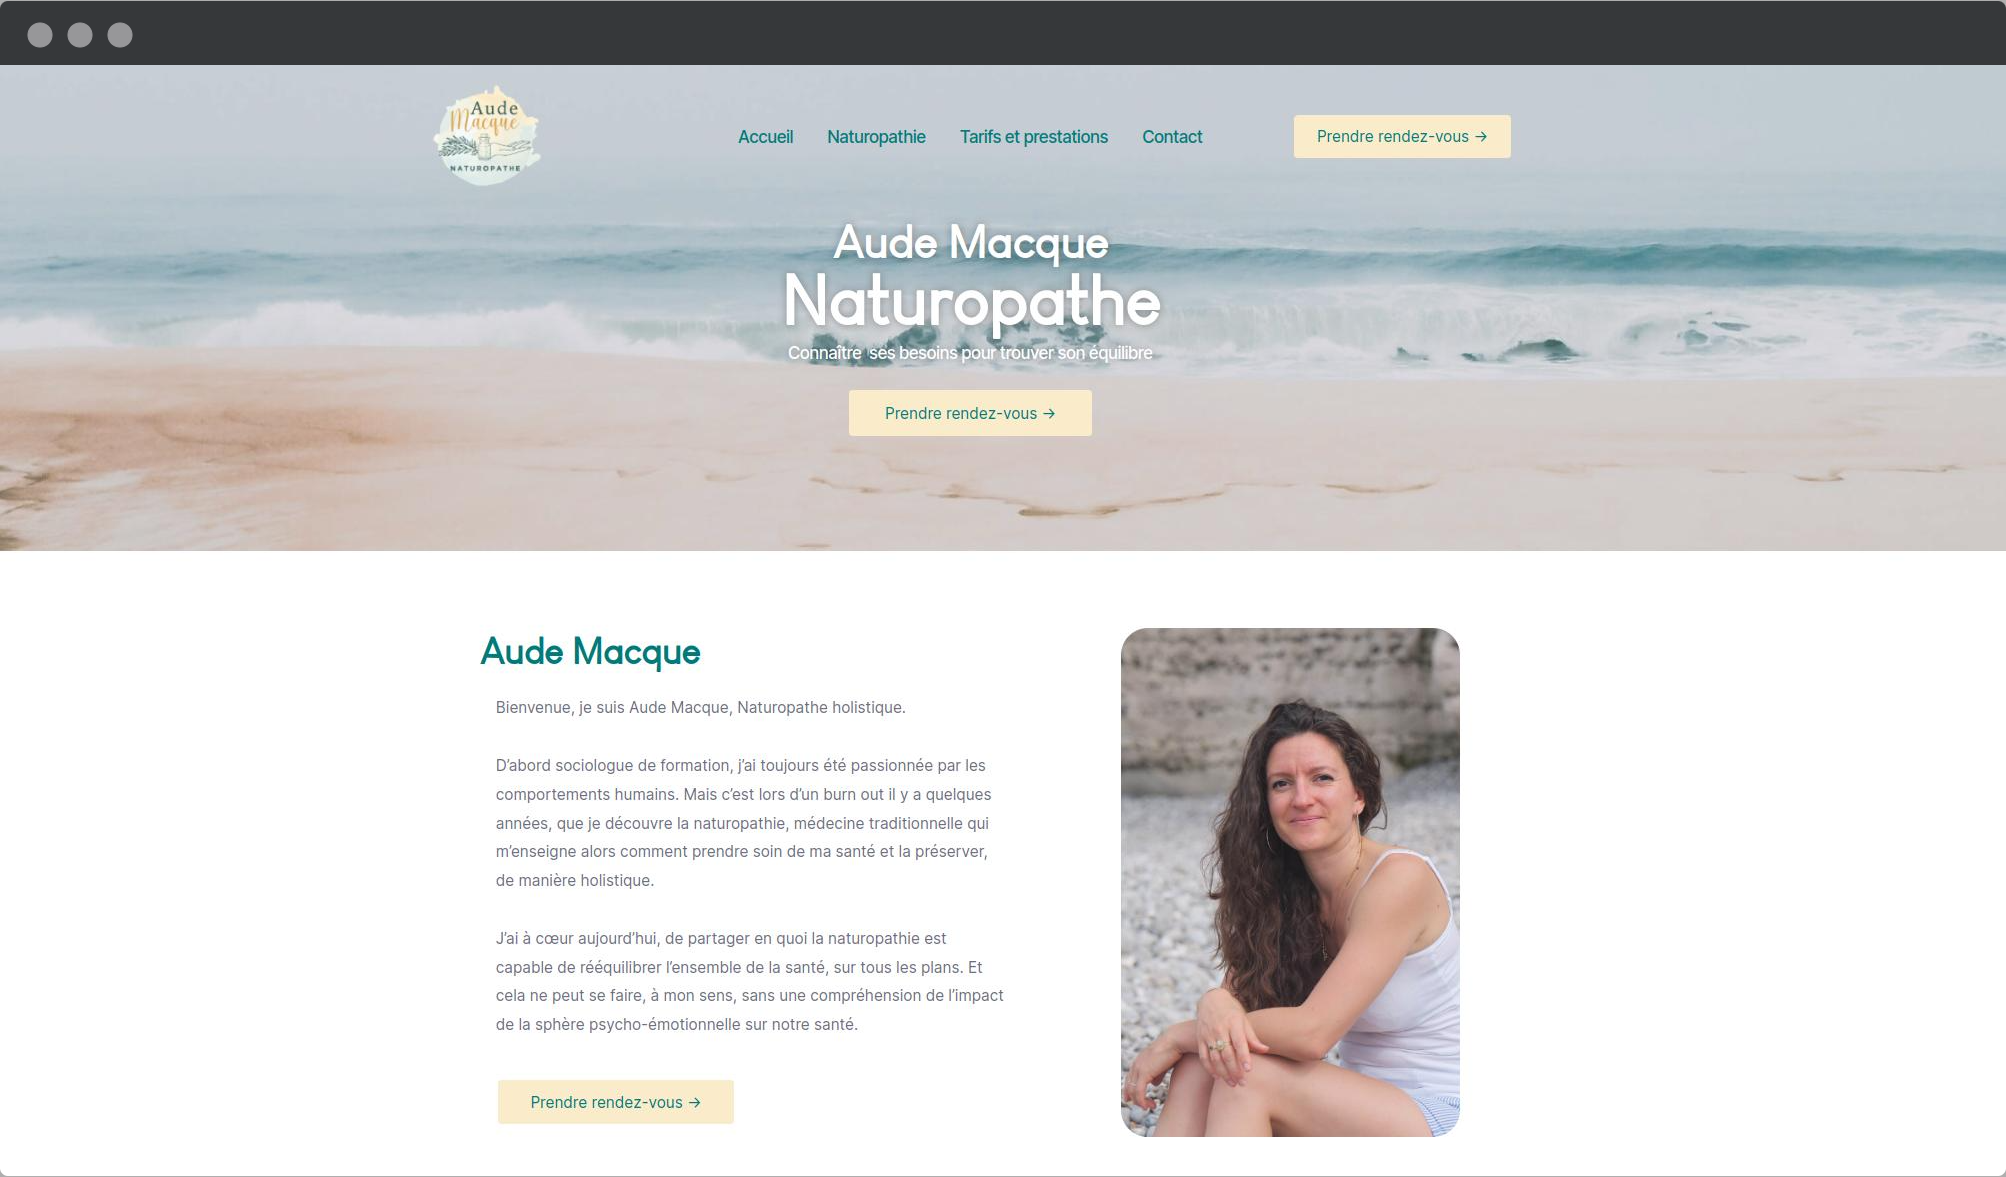 Aude
Macque
NATUROPATHE
Accueil
Naturopathie
Tarifs et prestations
Contact
Prendre rendez-vous →
Aude Macque
Naturopathe
Connaître  ses besoins pour trouver son équilibre
Prendre rendez-vous →
Aude Macque
Bienvenue, je suis Aude Macque, Naturopathe holistique.
D’abord sociologue de formation, j’ai toujours été passionnée par les
comportements humains. Mais c’est lors d’un burn out il y a quelques
années, que je découvre la naturopathie, médecine traditionnelle qui
m’enseigne alors comment prendre soin de ma santé et la préserver,
de manière holistique.
J’ai à cœur aujourd’hui, de partager en quoi la naturopathie est
capable de rééquilibrer l’ensemble de la santé, sur tous les plans. Et
cela ne peut se faire, à mon sens, sans une compréhension de l’impact
de la sphère psycho-émotionnelle sur notre santé.
Prendre rendez-vous →